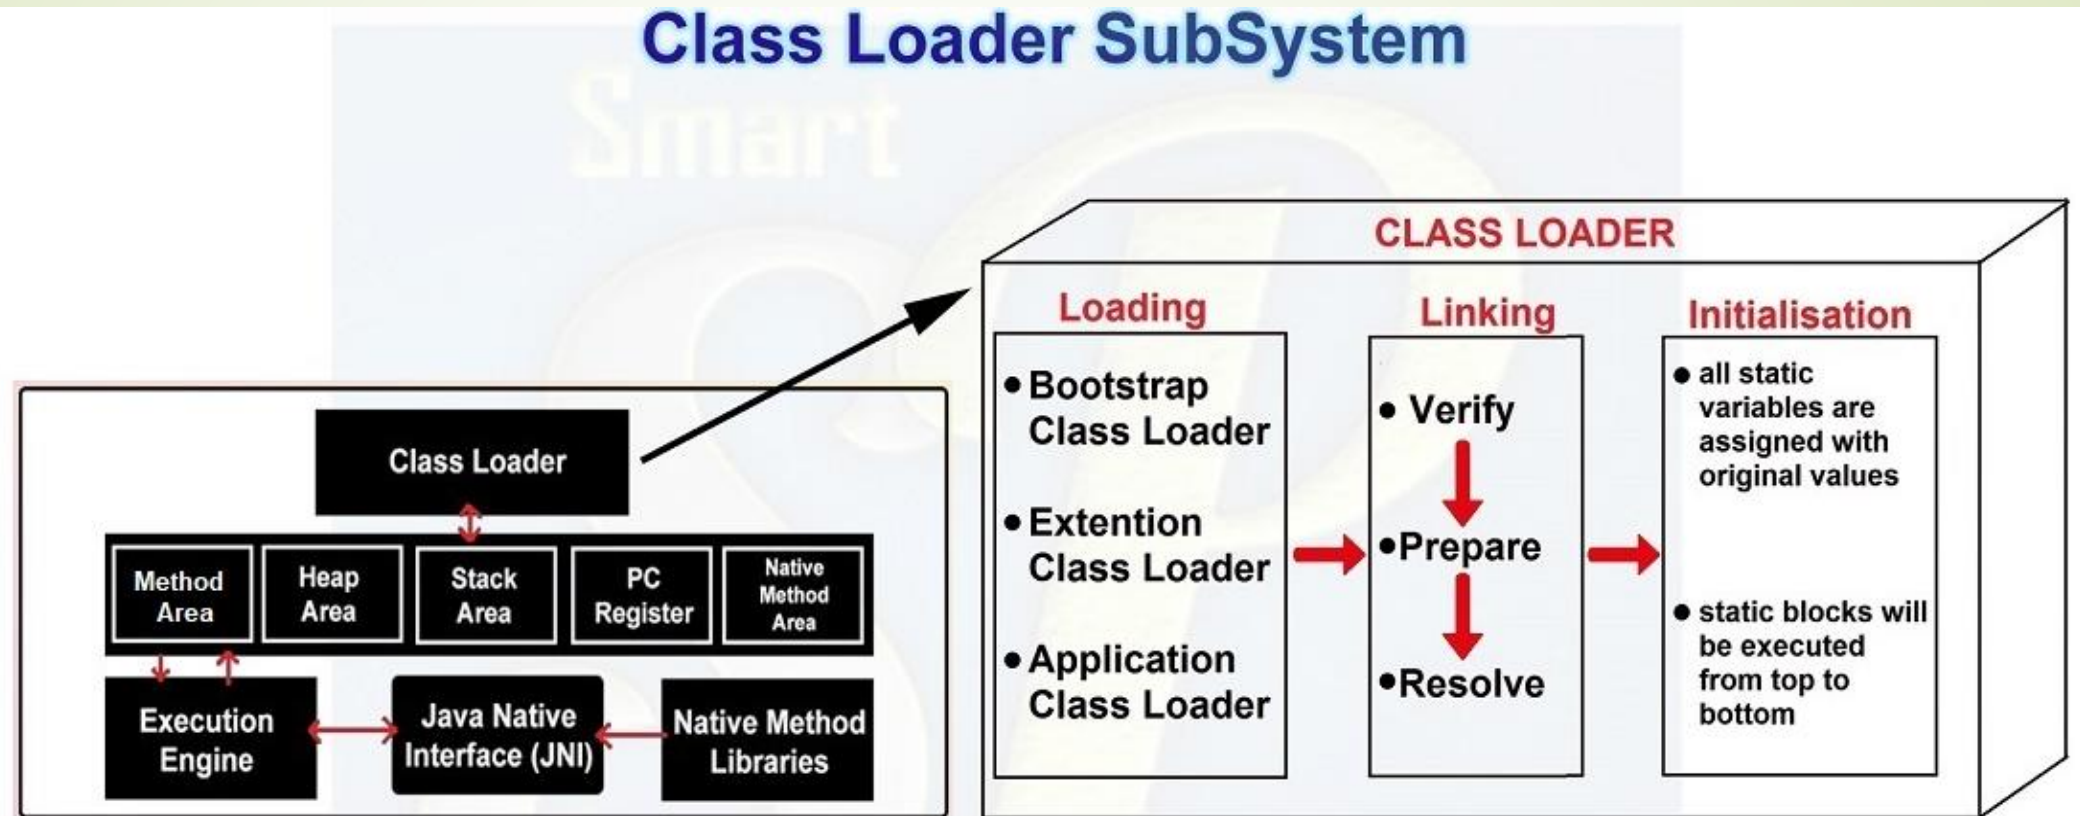 Class Loader SubSystem
Smart
CLASS LOADER
Loading
Linking
Initialisation
• Bootstrap
Class Loader
• Extention
Class Loader
• Application
Class Loader
• Verify
•Prepare
•Resolve
• all static
variables are
assigned with
original values
• static blocks will
be executed
from top to
bottom
Class Loader
Method
Area
Heap
Area
Stack
Area
PC
Register
Native
Method
Area
Execution
Engine
Java Native
Interface (JNI)
Native Method
Libraries